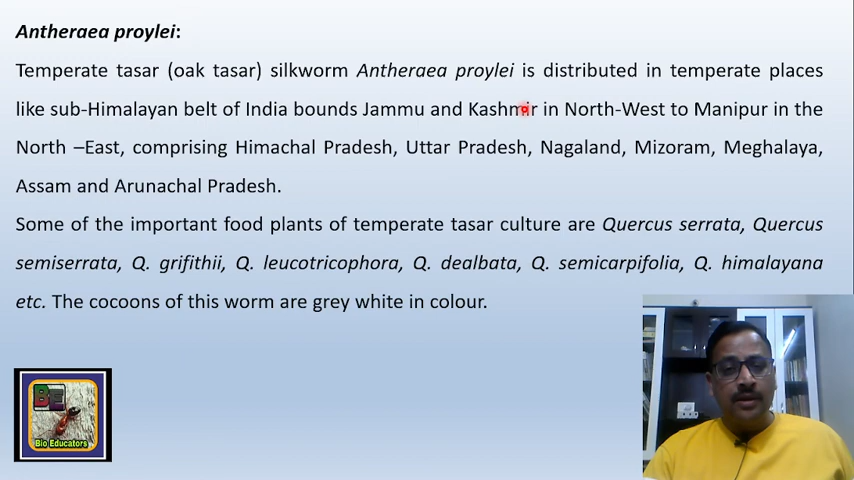 Antheraea proylei:
Temperate tasar (oak tasar) silkworm Antheraea proylei is distributed in temperate places
like sub-Himalayan belt of India bounds Jammu and Kashmir in North-West to Manipur in the
North –East, comprising Himachal Pradesh, Uttar Pradesh, Nagaland, Mizoram, Meghalaya,
Assam and Arunachal Pradesh.
Some of the important food plants of temperate tasar culture are Quercus serrata, Quercus
semiserrata, Q. grifithii, Q. leucotricophora, Q. dealbata, Q. semicarpifolia, Q. himalayana
etc. The cocoons of this worm are grey white in colour.
BE
Bio Educators